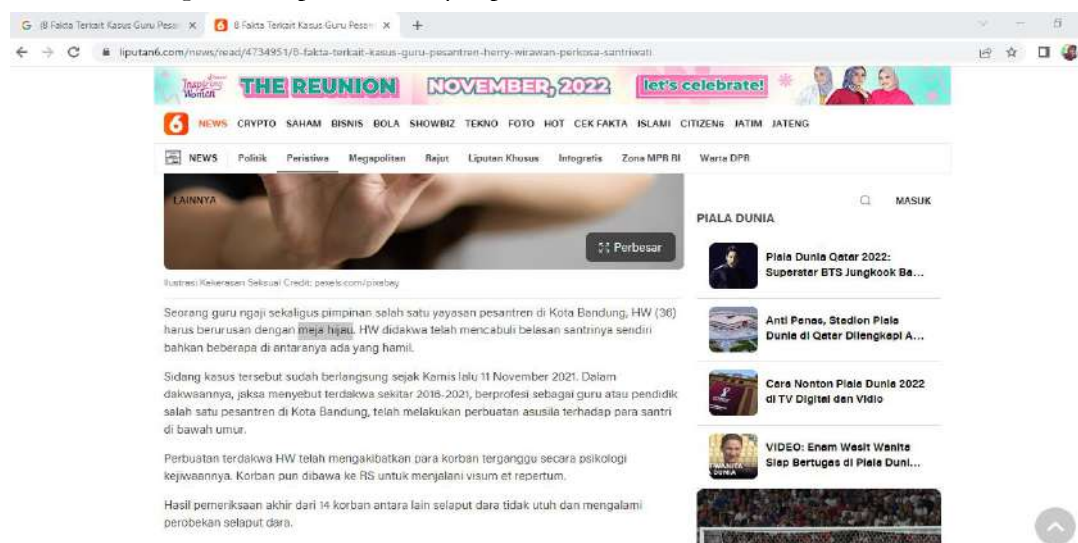 (8 Fakta Terkait Kasus Guru Pesan
8 Fakta Terkait Kasus Guru Pesan
liputan6.com/news/read/4734951/8-fakta-terkait-kasus-guru-pesantren-herry-wirawan-perkosa-santriwati
Inspiring Women
THE REUNION
NOVEMBER, 2022
let's celebrate!
6 NEWS CRYPTO SAHAM BISNIS BOLA SHOWBIZ TEKNO FOTO HOT CEK FAKTA ISLAMI CITIZEN6 JATIM JATENG
NEWS Politik Peristiwa Megapolitan Rajut Liputan Khusus Infografis Zona MPR RI Warta DPR
LAINNYA
MASUK
Perbesar
Ilustrasi Kekerasan Seksual Credit: pexels.com/pixabay
Seorang guru ngaji sekaligus pimpinan salah satu yayasan pesantren di Kota Bandung, HW (36)
harus berurusan dengan meja hijau. HW didakwa telah mencabuli belasan santrinya sendiri
bahkan beberapa di antaranya ada yang hamil.
Sidang kasus tersebut sudah berlangsung sejak Kamis lalu 11 November 2021. Dalam
dakwaannya, jaksa menyebut terdakwa sekitar 2016-2021, berprofesi sebagai guru atau pendidik
salah satu pesantren di Kota Bandung, telah melakukan perbuatan asusila terhadap para santri
di bawah umur.
Perbuatan terdakwa HW telah mengakibatkan para korban terganggu secara psikologi
kejiwaannya. Korban pun dibawa ke RS untuk menjalani visum et repertum.
Hasil pemeriksaan akhir dari 14 korban antara lain selaput dara tidak utuh dan mengalami
perobekan selaput dara.
PIALA DUNIA
Piala Dunia Qatar 2022:
Superstar BTS Jungkook Ba...
Anti Panas, Stadion Piala
Dunia di Qatar Dilengkapi A...
Cara Nonton Piala Dunia 2022
di TV Digital dan Vidio
VIDEO: Enam Wasit Wanita
Siap Bertugas di Piala Duni...